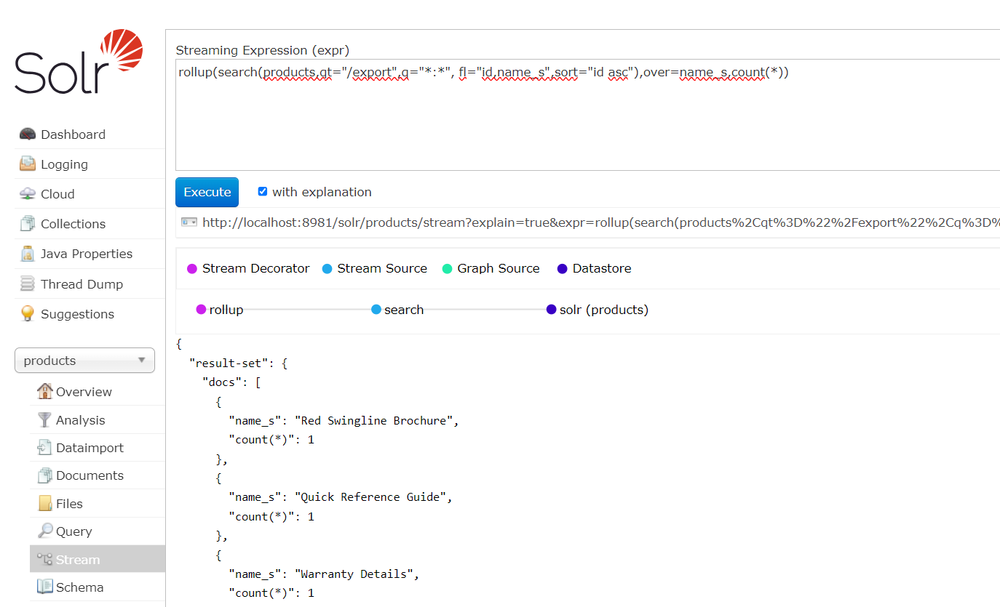 Solr
Dashboard
Logging
Cloud
Collections
Java Properties
Thread Dump
Suggestions
products
Overview
Analysis
Dataimport
Documents
Files
Query
Stream
Schema
Streaming Expression (expr)
rollup(search(products,qt="/export",q="*:*", fl="id,name_s",sort="id asc"),over=name_s,count(*))
Execute
with explanation
http://localhost:8981/solr/products/stream?explain=true&expr=rollup(search(products%2Cqt%3D%22%2Fexport%22%2Cq%3D%
Stream Decorator Stream Source Graph Source Datastore
rollup search solr (products)
{
"result-set": {
"docs": [
{
"name_s": "Red Swingline Brochure",
"count(*)": 1
},
{
"name_s": "Quick Reference Guide",
"count(*)": 1
},
{
"name_s": "Warranty Details",
"count(*)": 1